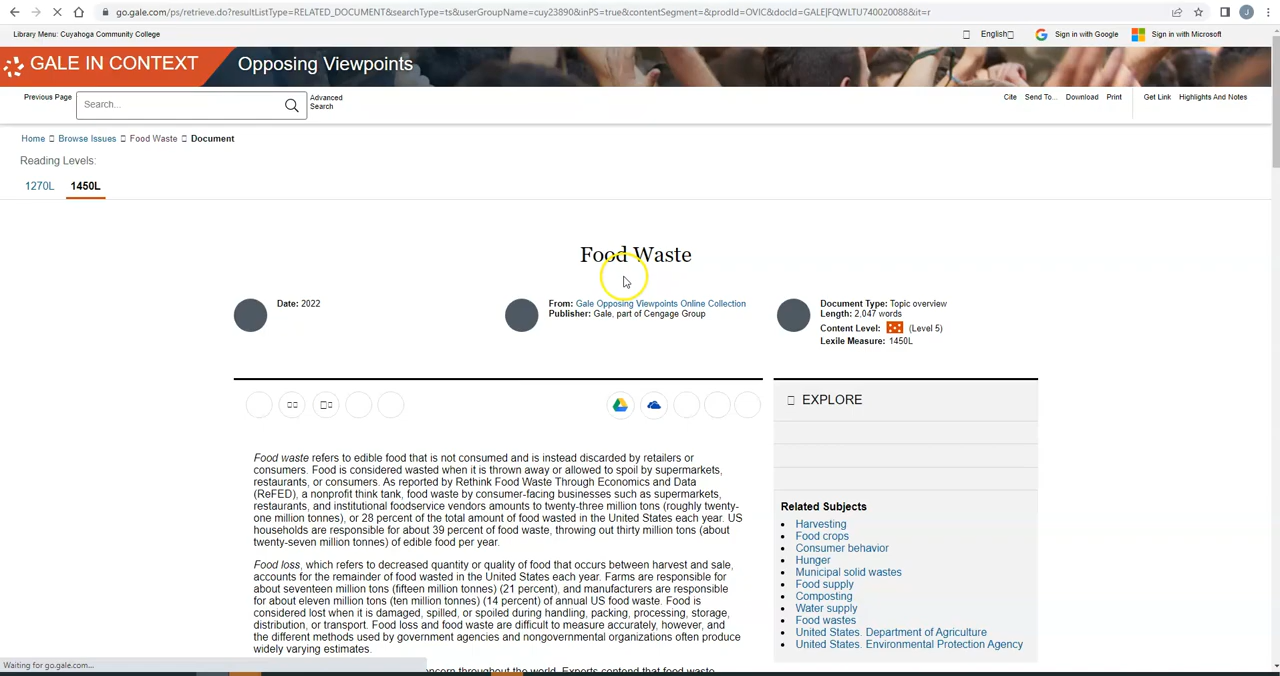 go.gale.com/ps/retrieve.do?resultListType=RELATED_DOCUMENT&searchType=ts&userGroupName=cuy23890&inPS=true&contentSegment=&prodId=OVIC&docId=GALE|FQWLTU740020088&it=r
J
Library Menu: Cuyahoga Community College
English
Sign in with Google
Sign in with Microsoft
GALE IN CONTEXT
Opposing Viewpoints
Previous Page
Search...
Advanced
Search
Cite
Send To...
Download
Print
Get Link
Highlights And Notes
Home
Browse Issues
Food Waste
Document
Reading Levels:
1270L
1450L
Food Waste
Date: 2022
From: Gale Opposing Viewpoints Online Collection
Publisher: Gale, part of Cengage Group
Document Type: Topic overview
Length: 2,047 words
Content Level: (Level 5)
Lexile Measure: 1450L
Food waste refers to edible food that is not consumed and is instead discarded by retailers or
consumers. Food is considered wasted when it is thrown away or allowed to spoil by supermarkets,
restaurants, or consumers. As reported by Rethink Food Waste Through Economics and Data
(ReFED), a nonprofit think tank, food waste by consumer-facing businesses such as supermarkets,
restaurants, and institutional foodservice vendors amounts to twenty-three million tons (roughly twenty-
one million tonnes), or 28 percent of the total amount of food wasted in the United States each year. US
households are responsible for about 39 percent of food waste, throwing out thirty million tons (about
twenty-seven million tonnes) of edible food per year.
Food loss, which refers to decreased quantity or quality of food that occurs between harvest and sale,
accounts for the remainder of food wasted in the United States each year. Farms are responsible for
about seventeen million tons (fifteen million tonnes) (21 percent), and manufacturers are responsible
for about eleven million tons (ten million tonnes) (14 percent) of annual US food waste. Food is
considered lost when it is damaged, spilled, or spoiled during handling, packing, processing, storage,
distribution, or transport. Food loss and food waste are difficult to measure accurately, however, and
the different methods used by government agencies and nongovernmental organizations often produce
widely varying estimates.
concern throughout the world. Experts contend that food waste
EXPLORE
Related Subjects
Harvesting
Food crops
Consumer behavior
Hunger
Municipal solid wastes
Food supply
Composting
Water supply
Food wastes
United States. Department of Agriculture
United States. Environmental Protection Agency
Waiting for go.gale.com...